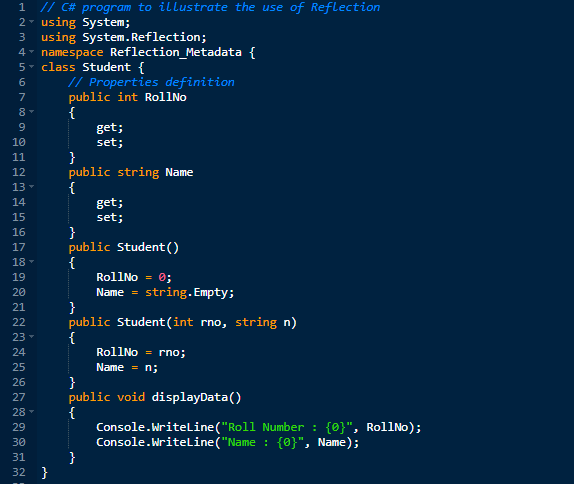 1 // C# program to illustrate the use of Reflection
2 using System;
3 using System.Reflection;
4 namespace Reflection_Metadata {
5 class Student {
6 // Properties definition
7 public int RollNo
8 {
9 get;
10 set;
11 }
12 public string Name
13 {
14 get;
15 set;
16 }
17 public Student()
18 {
19 RollNo = 0;
20 Name = string.Empty;
21 }
22 public Student(int rno, string n)
23 {
24 RollNo = rno;
25 Name = n;
26 }
27 public void displayData()
28 {
29 Console.WriteLine("Roll Number : {0}", RollNo);
30 Console.WriteLine("Name : {0}", Name);
31 }
32 }